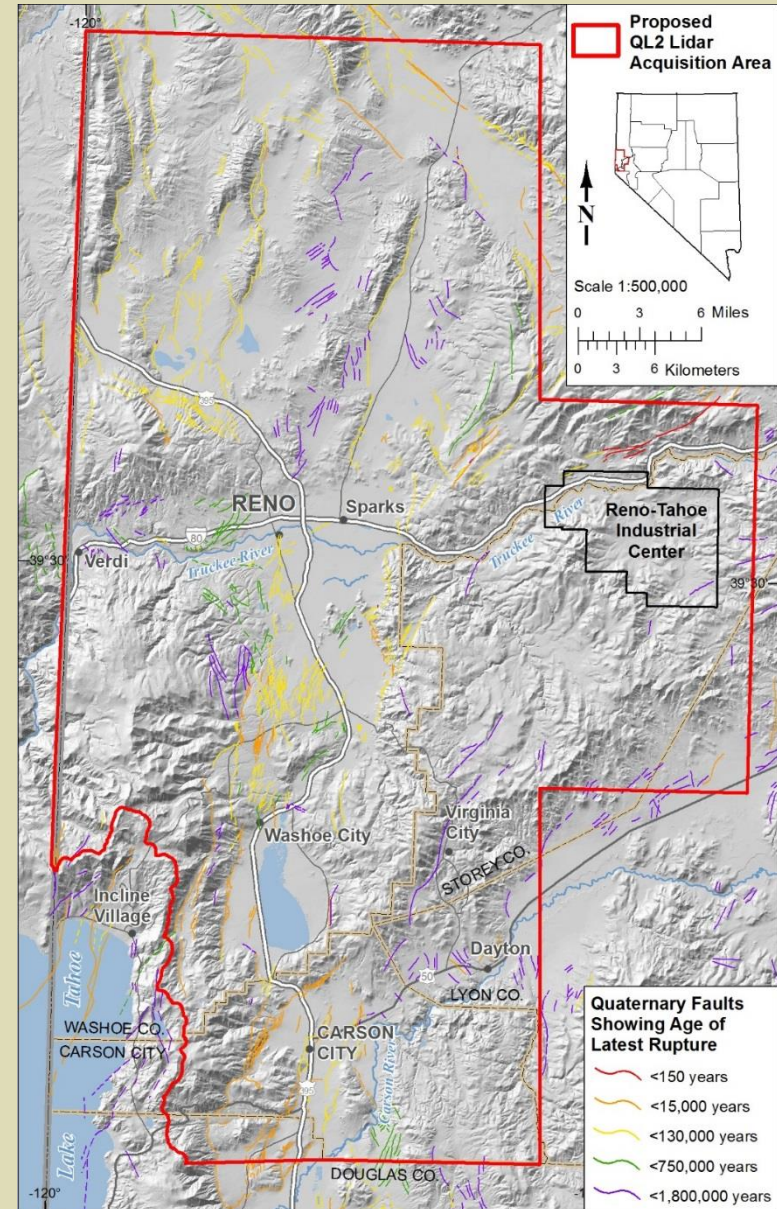 -120°
Proposed
QL2 Lidar
Acquisition Area
N
Scale 1:500,000
0 3 6 Miles
0 3 6 Kilometers
395
RENO
Sparks
Reno-Tahoe
Industrial
Center
80
Truckee River
Truckee River
39°30'
Verdi
39°30'
Washoe City
Virginia
City
STOREY CO.
Incline
Village
Dayton
50
LYON CO.
Lake Tahoe
WASHOE CO.
CARSON CITY
CARSON
CITY
395
Carson River
DOUGLAS CO.
-120°
Quaternary Faults
Showing Age of
Latest Rupture
<150 years
<15,000 years
<130,000 years
<750,000 years
<1,800,000 years